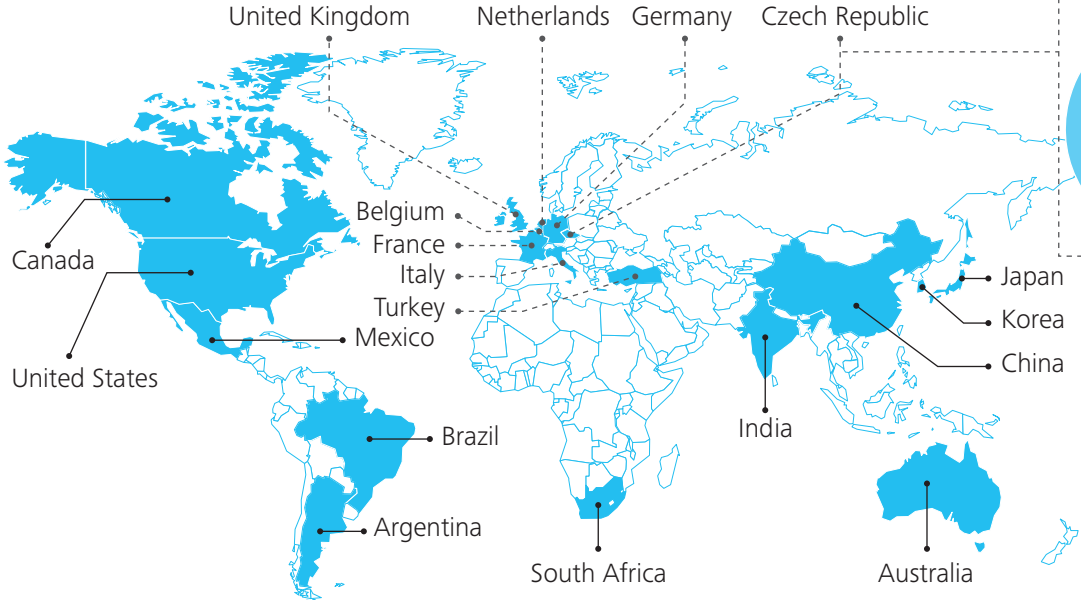 United Kingdom
Netherlands
Germany
Czech Republic
Belgium
France
Italy
Turkey
Canada
United States
Mexico
Brazil
Argentina
South Africa
India
Japan
Korea
China
Australia